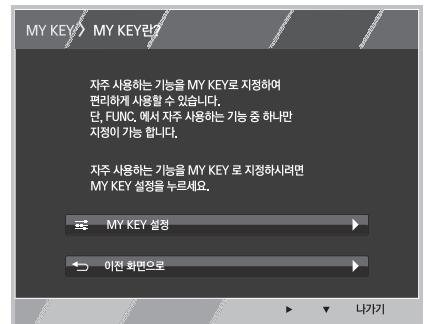 MY KEY 》 MY KEY란?
자주 사용하는 기능을 MY KEY로 지정하여
편리하게 사용할 수 있습니다.
단, FUNC. 에서 자주 사용하는 기능 중 하나만
지정이 가능 합니다.
자주 사용하는 기능을 MY KEY 로 지정하시려면
MY KEY 설정을 누르세요.
MY KEY 설정
이전 화면으로
나가기